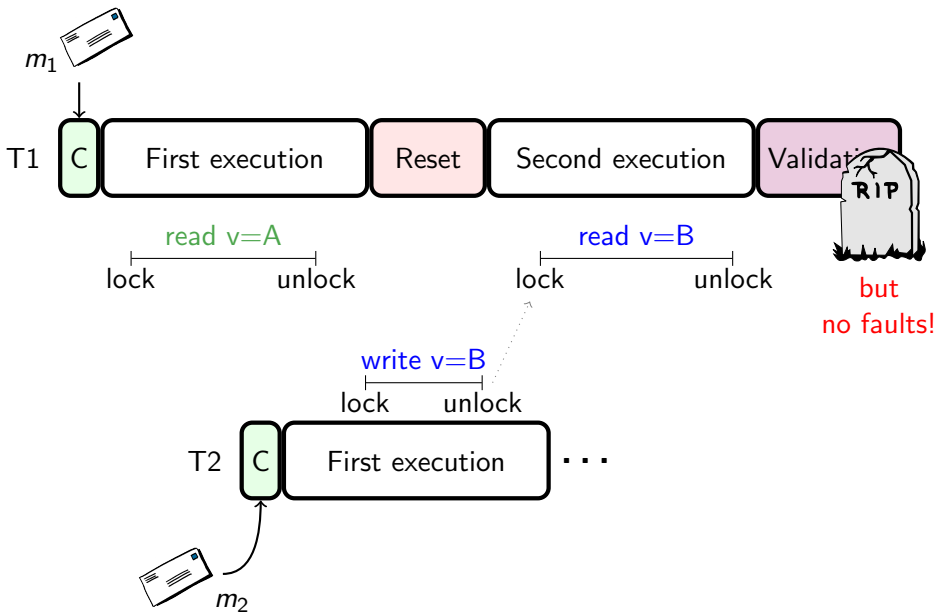 m1
T1 C First execution Reset Second execution Validatio
RIP
read v=A read v=B
lock unlock lock unlock
but
no faults!
write v=B
lock unlock
T2 C First execution ...
m2